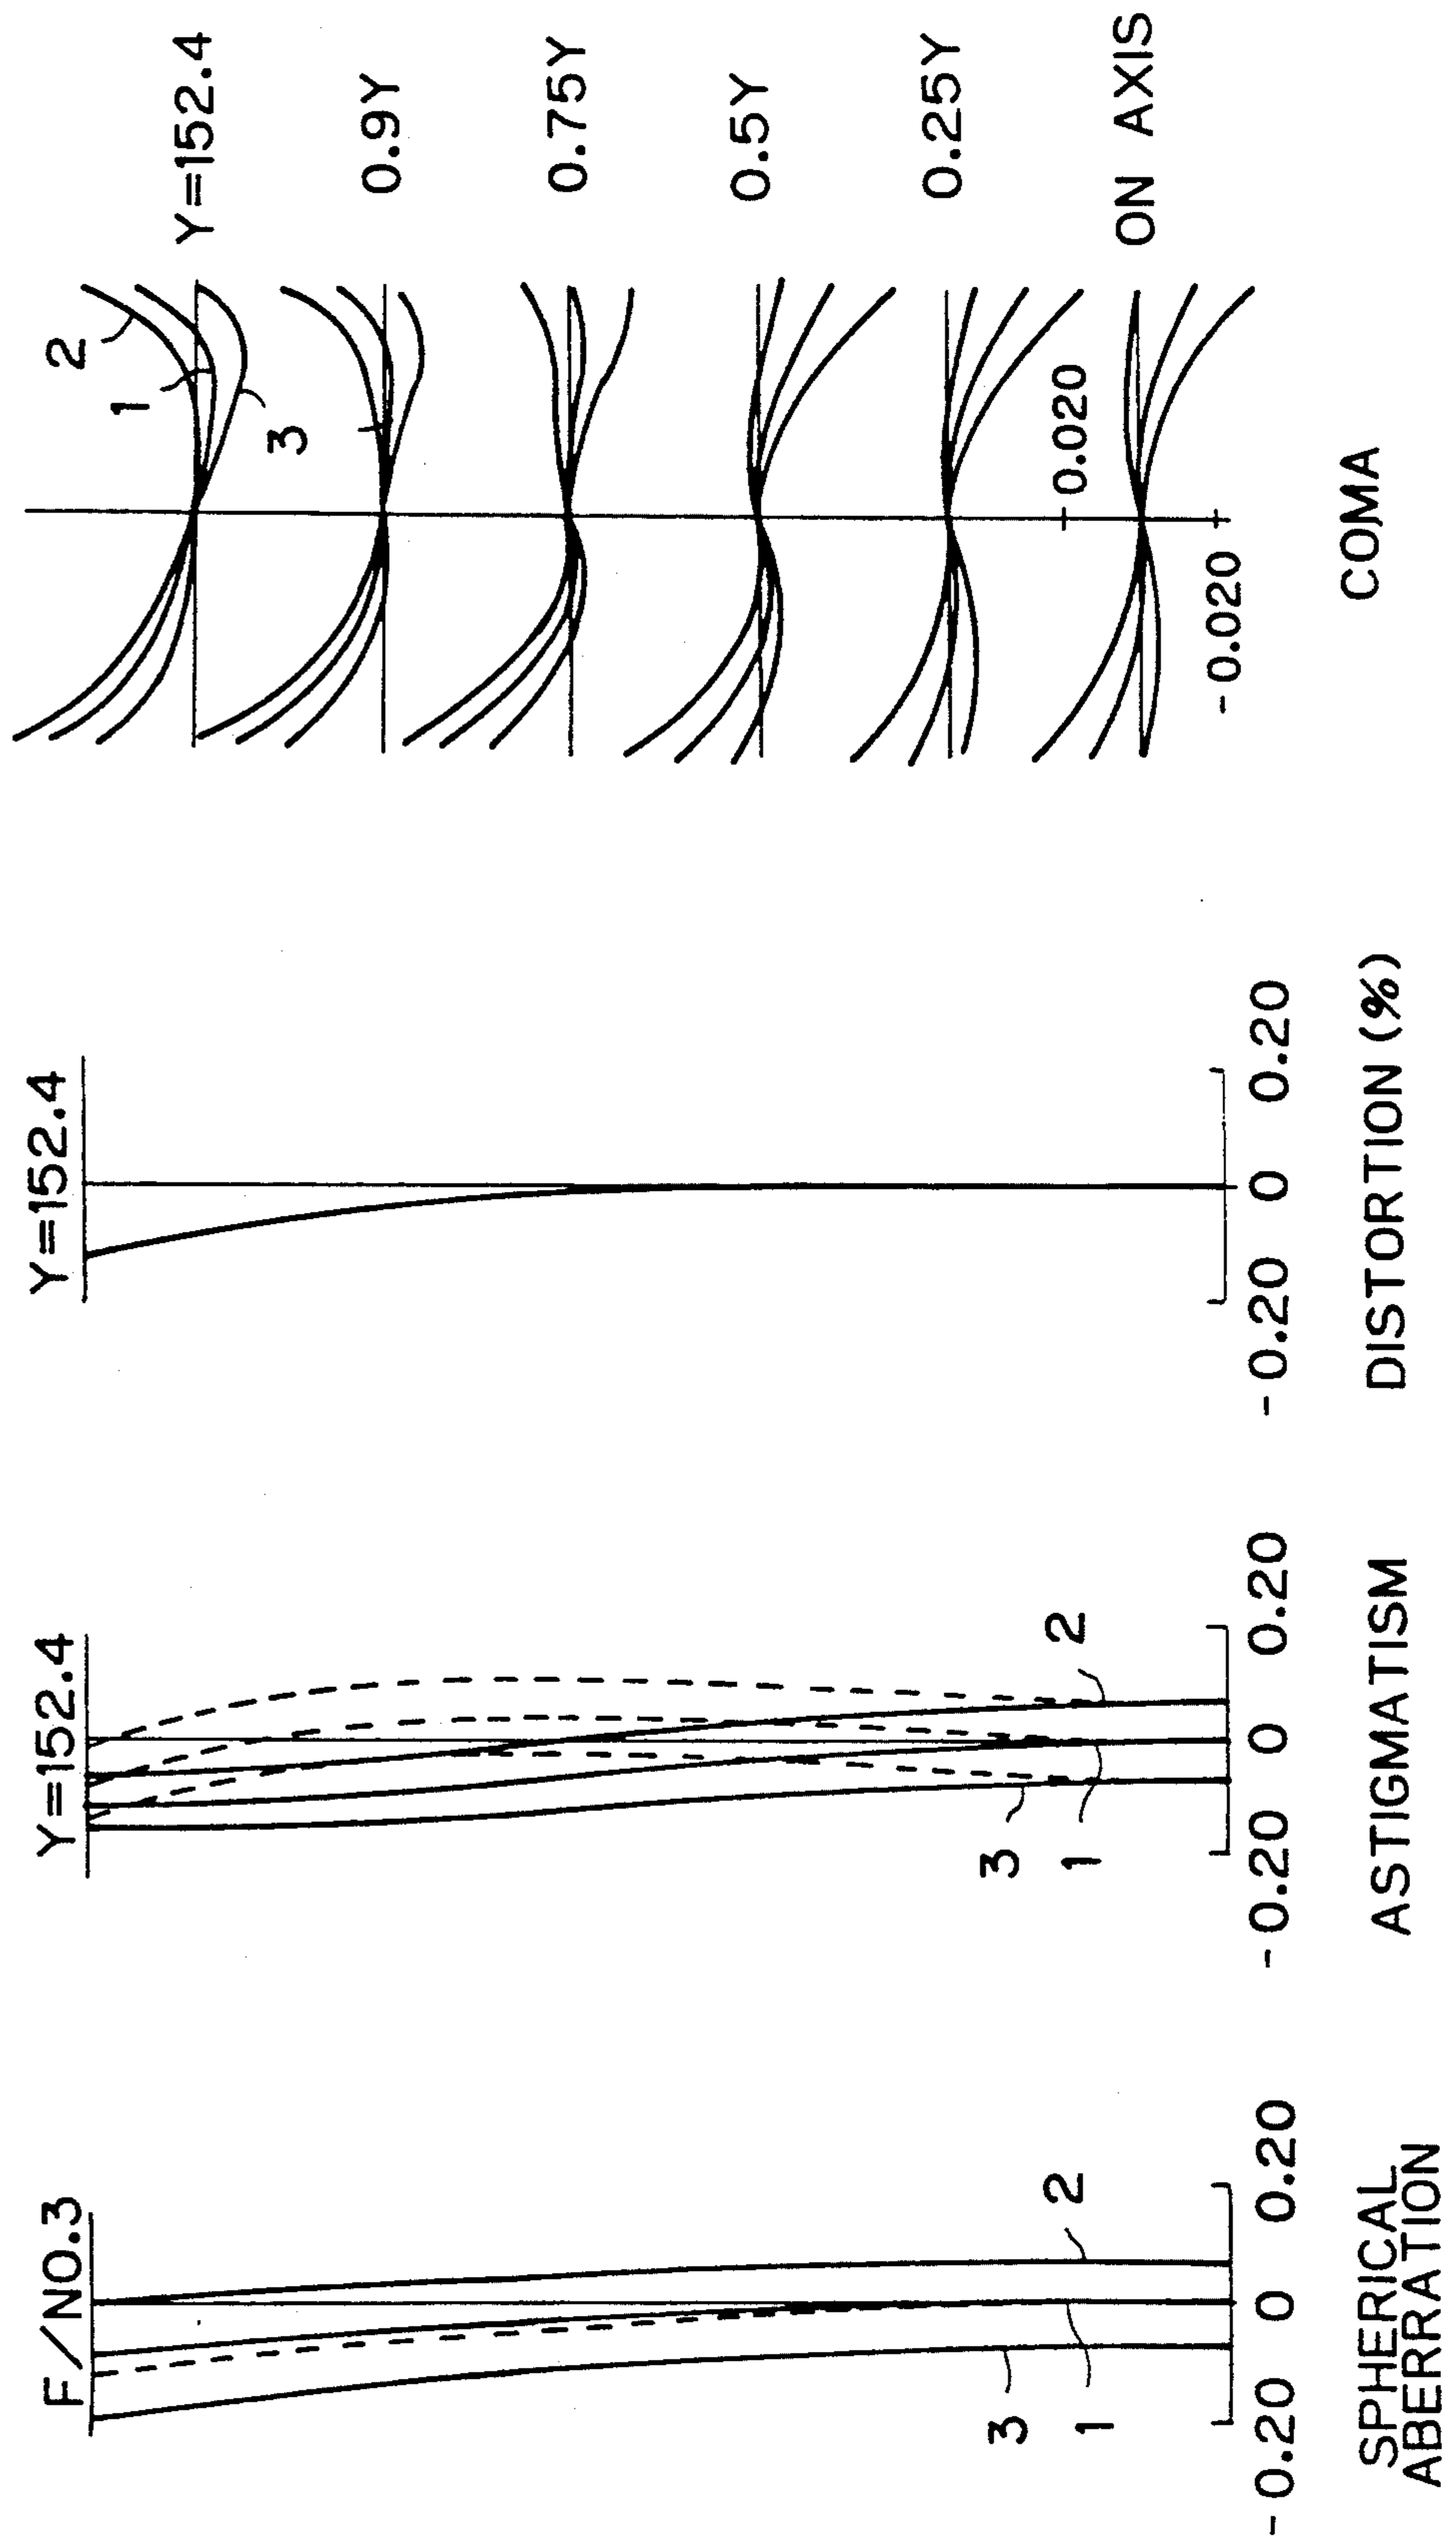 F/NO.3
2
3
1
-0.20 0 0.20
SPHERICAL
ABERRATION
Y=152.4
2
3
1
-0.20 0 0.20
ASTIGMATISM
Y=152.4
-0.20 0 0.20
DISTORTION (%)
2
1
3
Y=152.4
0.9Y
0.75Y
0.5Y
0.25Y
0.020
ON AXIS
-0.020
COMA